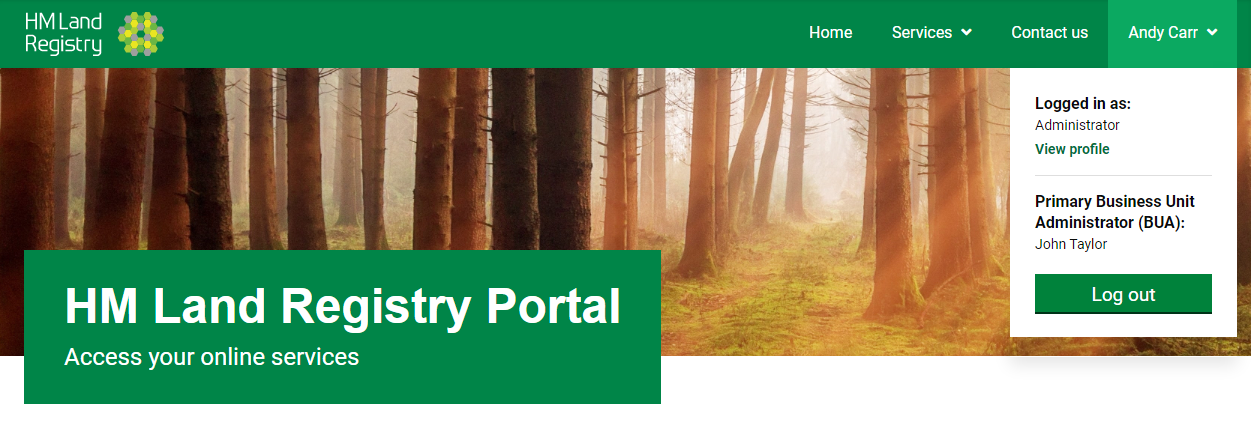 HM Land
Registry
Home
Services
Contact us
Andy Carr
Logged in as:
Administrator
View profile
Primary Business Unit
Administrator (BUA):
John Taylor
Log out
HM Land Registry Portal
Access your online services